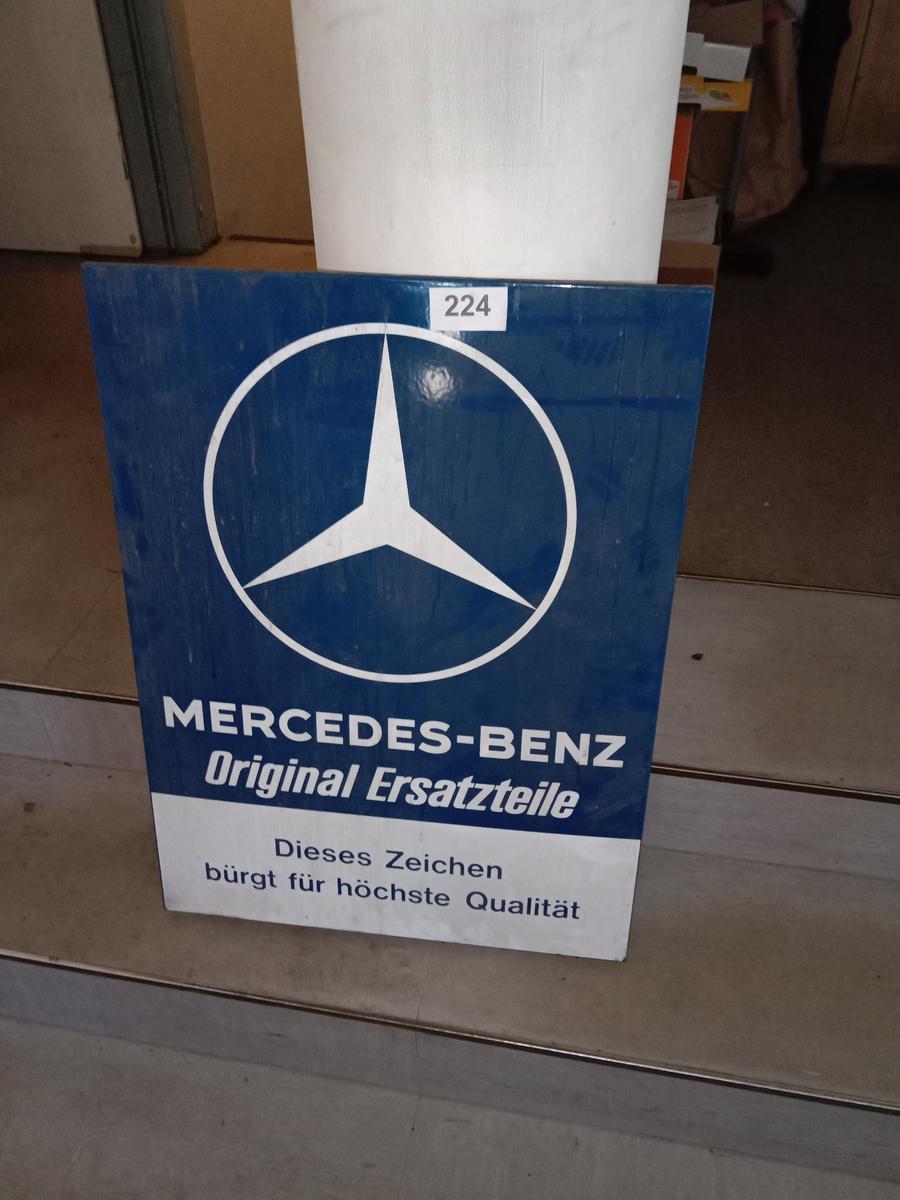 224
MERCEDES-BENZ
Original Ersatzteile
Dieses Zeichen
bürgt für höchste Qualität